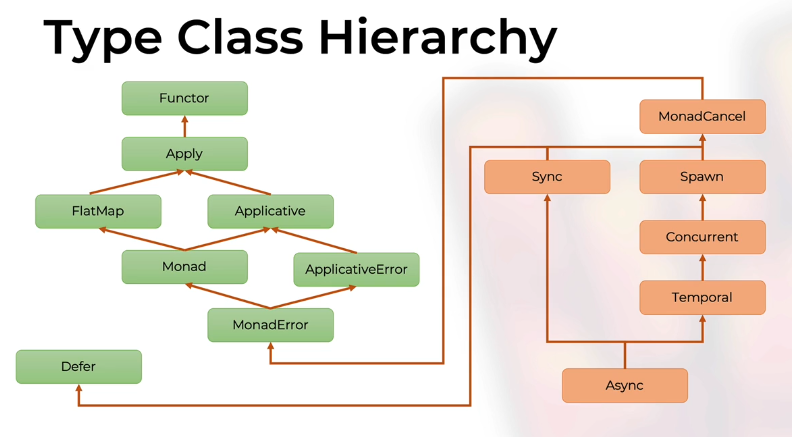 Type Class Hierarchy
Functor
Apply
FlatMap
Applicative
Monad
ApplicativeError
MonadError
Defer
MonadCancel
Sync
Spawn
Concurrent
Temporal
Async